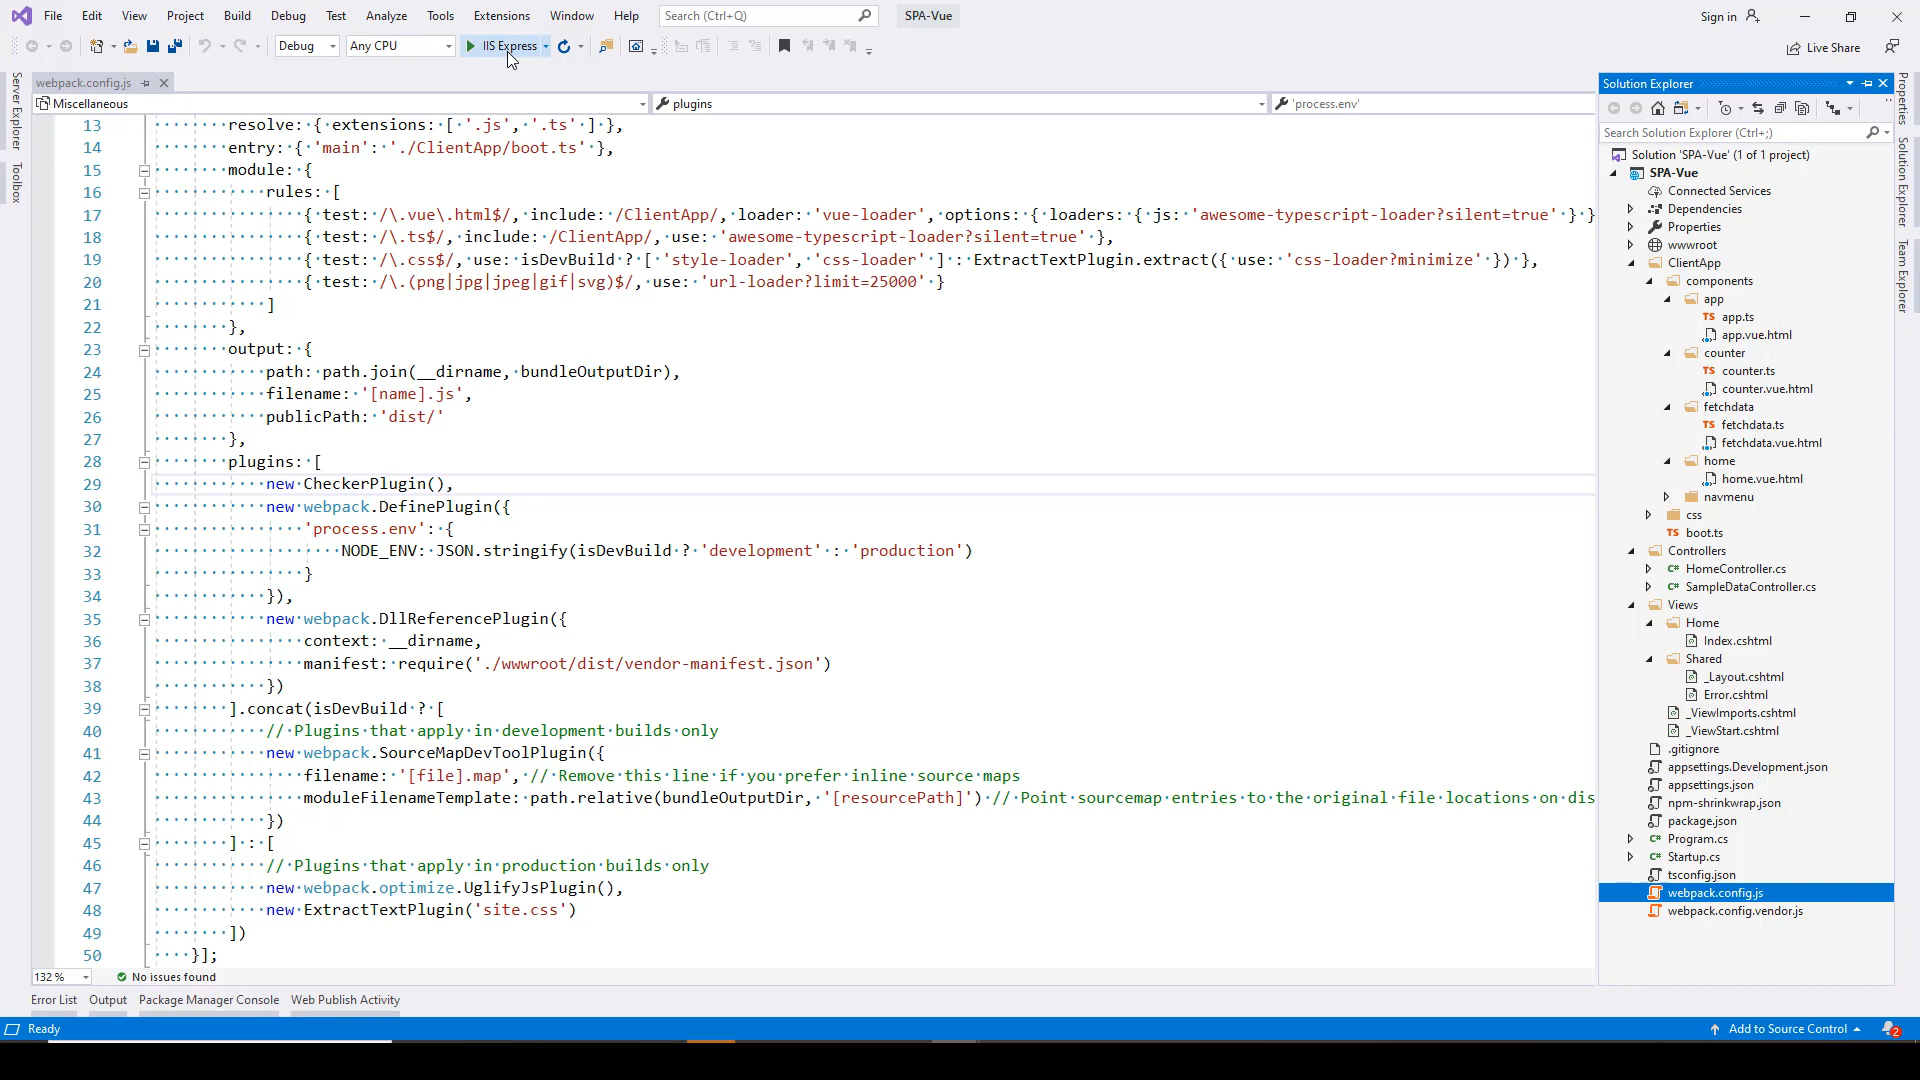 File Edit View Project Build Debug Test Analyze Tools Extensions Window Help Search (Ctrl+Q) SPA-Vue Sign in
Debug Any CPU IIS Express Live Share
Server Explorer
Toolbox
webpack.config.js
Miscellaneous plugins 'process.env'
13 resolve: { extensions: [ '.js', '.ts' ] },
14 entry: { 'main': './ClientApp/boot.ts' },
15 module: {
16 rules: [
17 { test: /\.vue\.html$/, include: /ClientApp/, loader: 'vue-loader', options: { loaders: { js: 'awesome-typescript-loader?silent=true' } }
18 { test: /\.ts$/, include: /ClientApp/, use: 'awesome-typescript-loader?silent=true' },
19 { test: /\.css$/, use: isDevBuild ? [ 'style-loader', 'css-loader' ] : ExtractTextPlugin.extract({ use: 'css-loader?minimize' }) },
20 { test: /\.(png|jpg|jpeg|gif|svg)$/, use: 'url-loader?limit=25000' }
21 ]
22 },
23 output: {
24 path: path.join(__dirname, bundleOutputDir),
25 filename: '[name].js',
26 publicPath: 'dist/'
27 },
28 plugins: [
29 new CheckerPlugin(),
30 new webpack.DefinePlugin({
31 'process.env': {
32 NODE_ENV: JSON.stringify(isDevBuild ? 'development' : 'production')
33 }
34 }),
35 new webpack.DllReferencePlugin({
36 context: __dirname,
37 manifest: require('./wwwroot/dist/vendor-manifest.json')
38 })
39 ].concat(isDevBuild ? [
40 // Plugins that apply in development builds only
41 new webpack.SourceMapDevToolPlugin({
42 filename: '[file].map', // Remove this line if you prefer inline source maps
43 moduleFilenameTemplate: path.relative(bundleOutputDir, '[resourcePath]') // Point sourcemap entries to the original file locations on dis
44 })
45 ] : [
46 // Plugins that apply in production builds only
47 new webpack.optimize.UglifyJsPlugin(),
48 new ExtractTextPlugin('site.css')
49 ])
50 }];
132 % No issues found
Error List Output Package Manager Console Web Publish Activity
Ready Add to Source Control 2
Solution Explorer
Search Solution Explorer (Ctrl+;)
Solution 'SPA-Vue' (1 of 1 project)
SPA-Vue
Connected Services
Dependencies
Properties
wwwroot
ClientApp
components
app
TS app.ts
app.vue.html
counter
TS counter.ts
counter.vue.html
fetchdata
TS fetchdata.ts
fetchdata.vue.html
home
home.vue.html
navmenu
css
TS boot.ts
Controllers
C# HomeController.cs
C# SampleDataController.cs
Views
Home
Index.cshtml
Shared
_Layout.cshtml
Error.cshtml
_ViewImports.cshtml
_ViewStart.cshtml
.gitignore
appsettings.Development.json
appsettings.json
npm-shrinkwrap.json
package.json
C# Program.cs
C# Startup.cs
tsconfig.json
webpack.config.js
webpack.config.vendor.js
Properties
Solution Explorer
Team Explorer